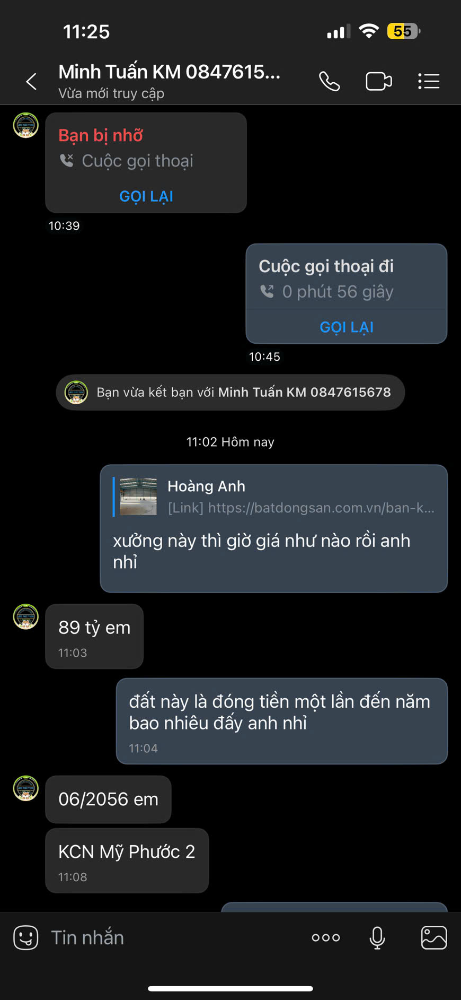 11:25
55
Minh Tuấn KM 0847615...
Vừa mới truy cập
Bạn bị nhỡ
Cuộc gọi thoại
GỌI LẠI
10:39
Cuộc gọi thoại đi
0 phút 56 giây
GỌI LẠI
10:45
Bạn vừa kết bạn với Minh Tuấn KM 0847615678
11:02 Hôm nay
Hoàng Anh
[Link] https://batdongsan.com.vn/ban-k...
xưởng này thì giờ giá như nào rồi anh
nhỉ
89 tỷ em
11:03
đất này là đóng tiền một lần đến năm
bao nhiêu đấy anh nhỉ
11:04
06/2056 em
KCN Mỹ Phước 2
11:08
Tin nhắn